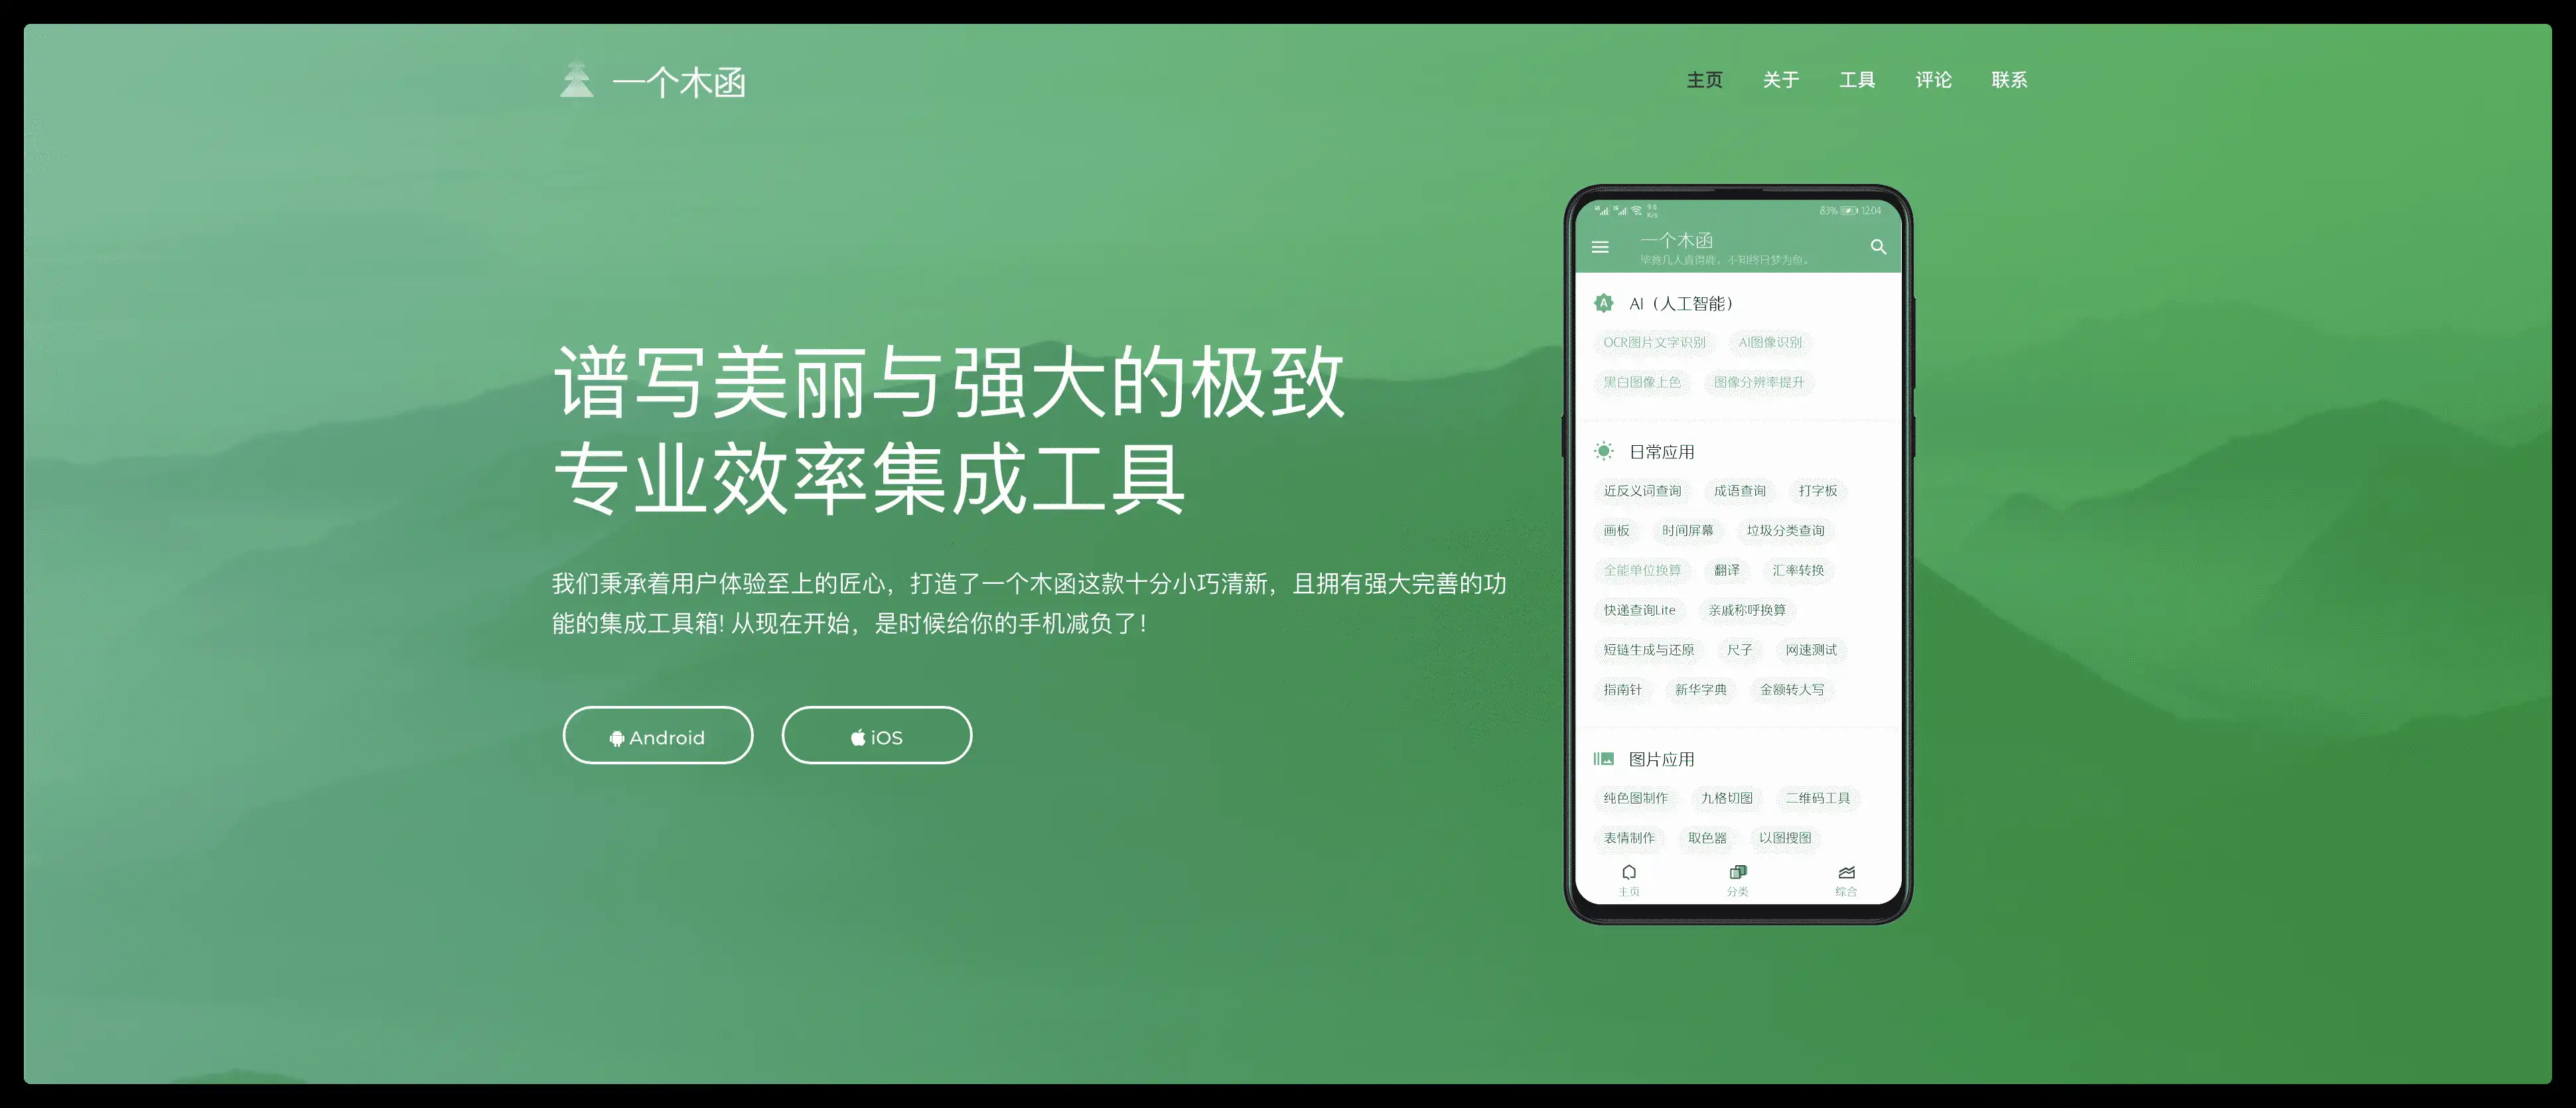 一个木函
主页 关于 工具 评论 联系
谱写美丽与强大的极致
专业效率集成工具
我们秉承着用户体验至上的匠心，打造了一个木函这款十分小巧清新，且拥有强大完善的功
能的集成工具箱! 从现在开始，是时候给你的手机减负了！
Android iOS
9.6
K/s
83% 12:04
一个木函
毕竟几人真得鹿，不知终日梦为鱼。
A
AI（人工智能）
OCR图片文字识别 AI图像识别
黑白图像上色 图像分辨率提升
日常应用
近反义词查询 成语查询 打字板
画板 时间屏幕 垃圾分类查询
全能单位换算 翻译 汇率转换
快递查询Lite 亲戚称呼换算
短链生成与还原 尺子 网速测试
指南针 新华字典 金额转大写
图片应用
纯色图制作 九格切图 二维码工具
表情制作 取色器 以图搜图
主页 分类 综合